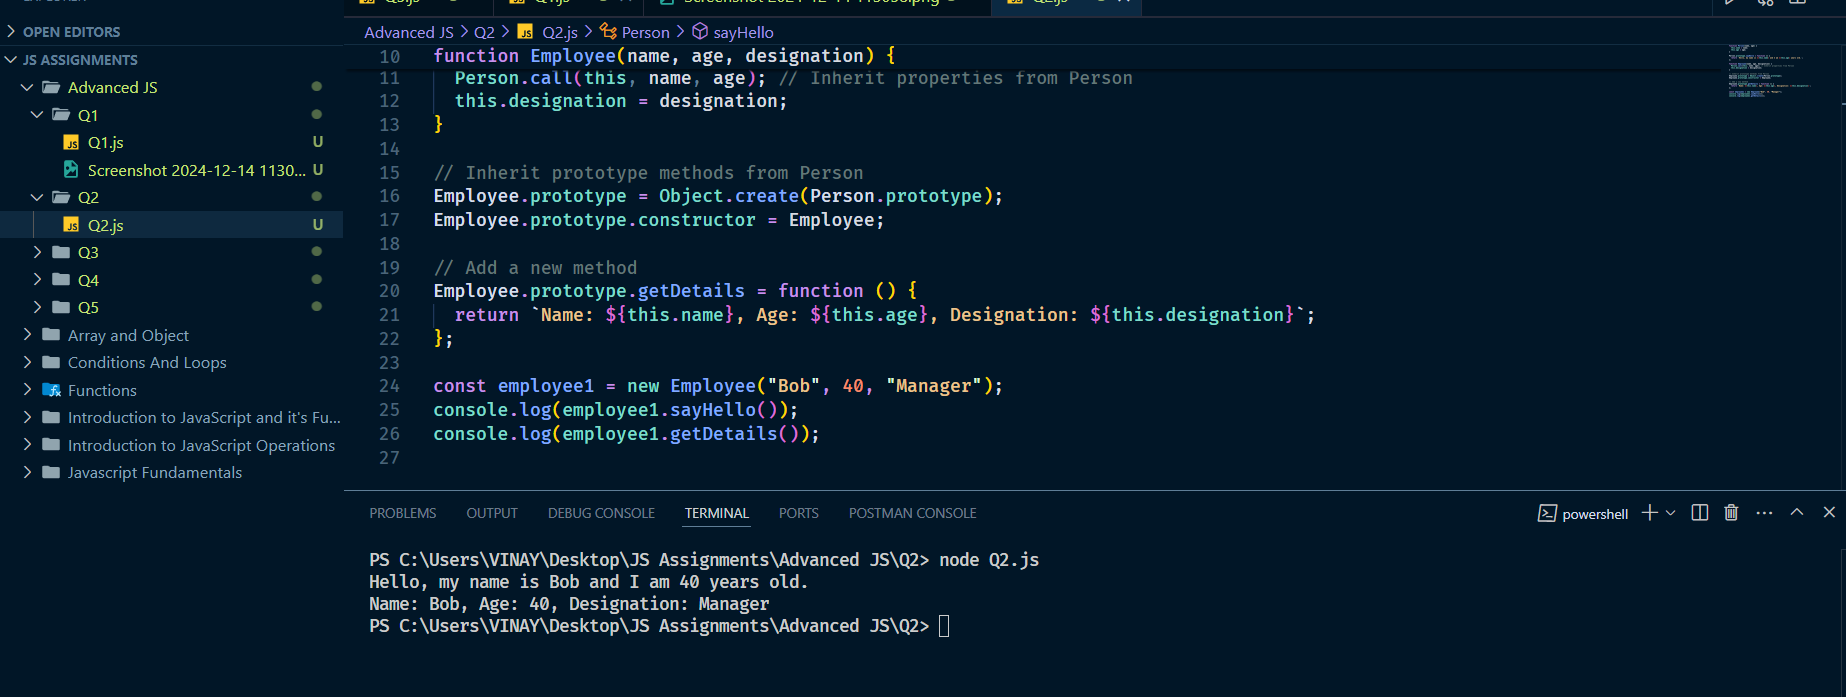 OPEN EDITORS
JS ASSIGNMENTS
Advanced JS
Q1
Q1.js U
Screenshot 2024-12-14 1130... U
Q2
Q2.js U
Q3
Q4
Q5
Array and Object
Conditions And Loops
Functions
Introduction to JavaScript and it's Fu...
Introduction to JavaScript Operations
Javascript Fundamentals
Advanced JS > Q2 > JS Q2.js > Person > sayHello
10 function Employee(name, age, designation) {
11 Person.call(this, name, age); // Inherit properties from Person
12 this.designation = designation;
13 }
14
15 // Inherit prototype methods from Person
16 Employee.prototype = Object.create(Person.prototype);
17 Employee.prototype.constructor = Employee;
18
19 // Add a new method
20 Employee.prototype.getDetails = function () {
21 return `Name: ${this.name}, Age: ${this.age}, Designation: ${this.designation}`;
22 };
23
24 const employee1 = new Employee("Bob", 40, "Manager");
25 console.log(employee1.sayHello());
26 console.log(employee1.getDetails());
27
PROBLEMS OUTPUT DEBUG CONSOLE TERMINAL PORTS POSTMAN CONSOLE
powershell
PS C:\Users\VINAY\Desktop\JS Assignments\Advanced JS\Q2> node Q2.js
Hello, my name is Bob and I am 40 years old.
Name: Bob, Age: 40, Designation: Manager
PS C:\Users\VINAY\Desktop\JS Assignments\Advanced JS\Q2>